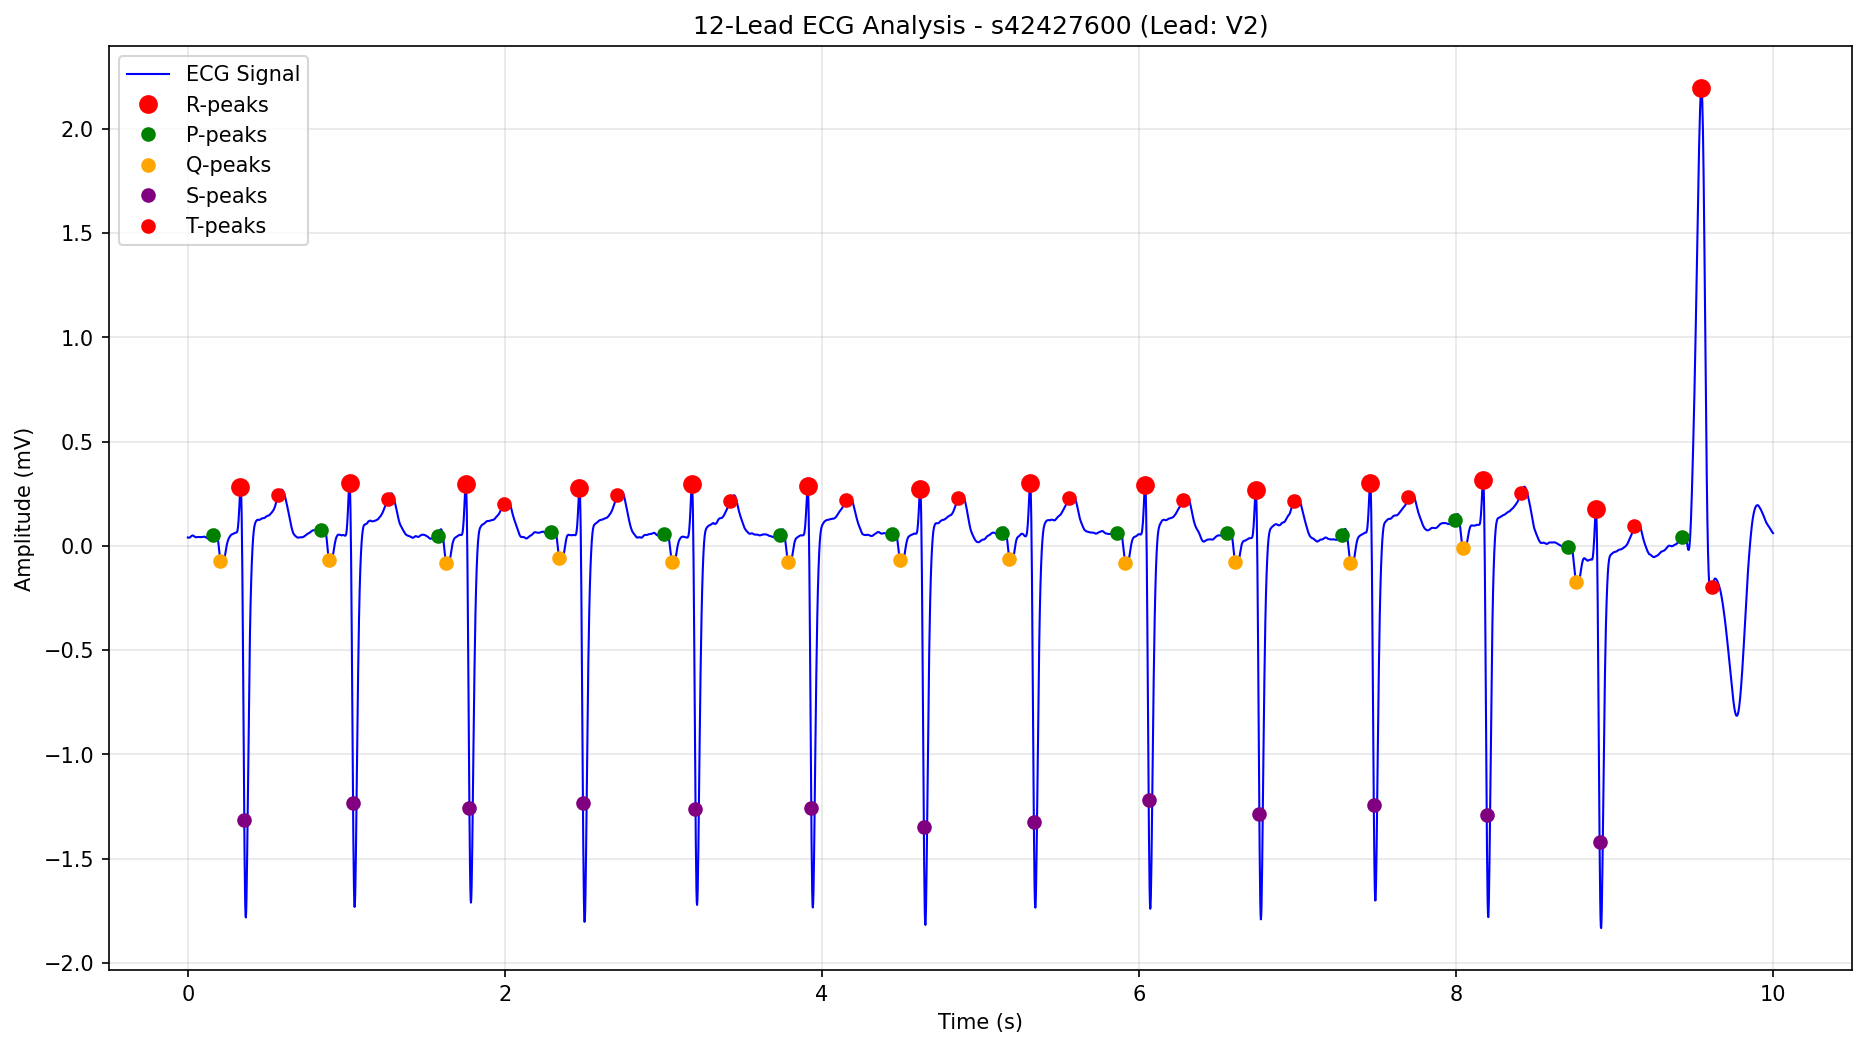 12-Lead ECG Analysis - s42427600 (Lead: V2)
ECG Signal
R-peaks
P-peaks
Q-peaks
S-peaks
T-peaks
Amplitude (mV)
2.0
1.5
1.0
0.5
0.0
−0.5
−1.0
−1.5
−2.0
0 2 4 6 8 10
Time (s)